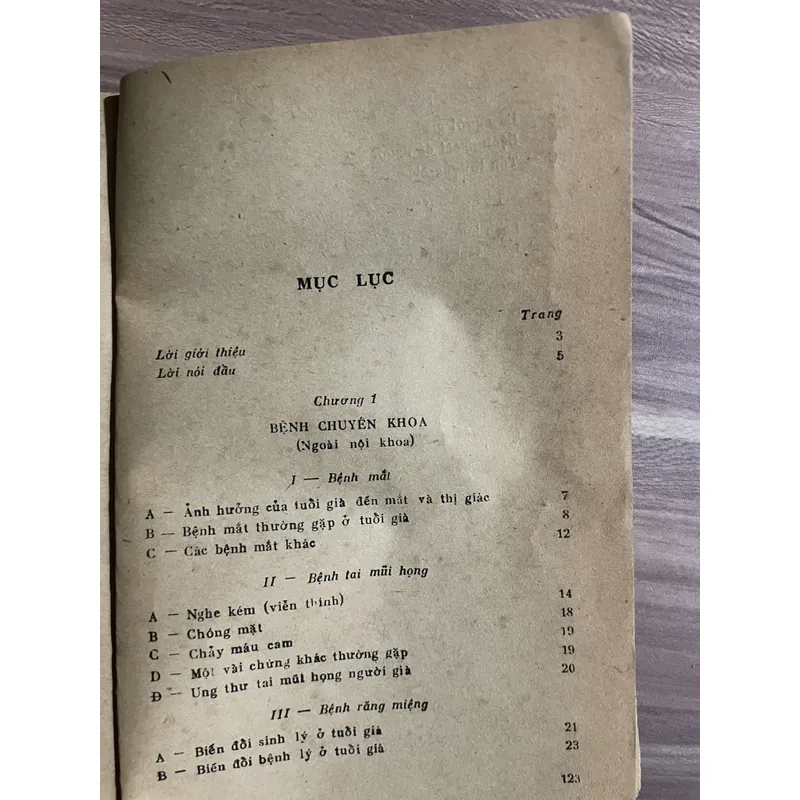 MỤC LỤC
Trang
Lời giới thiệu 3
Lời nói đầu 5
Chương 1
BỆNH CHUYÊN KHOA
(Ngoài nội khoa)
I — Bệnh mắt
A — Ảnh hưởng của tuổi già đến mắt và thị giác 7
B — Bệnh mắt thường gặp ở tuổi già 8
C — Các bệnh mắt khác 12
II — Bệnh tai mũi họng
A — Nghe kém (viễn thính) 14
B — Chóng mặt 18
C — Chảy máu cam 19
D — Một vài chứng khác thường gặp 19
Đ — Ung thư tai mũi họng người già 20
III — Bệnh răng miệng
A — Biến đổi sinh lý ở tuổi già 21
B — Biến đổi bệnh lý ở tuổi già 23
123